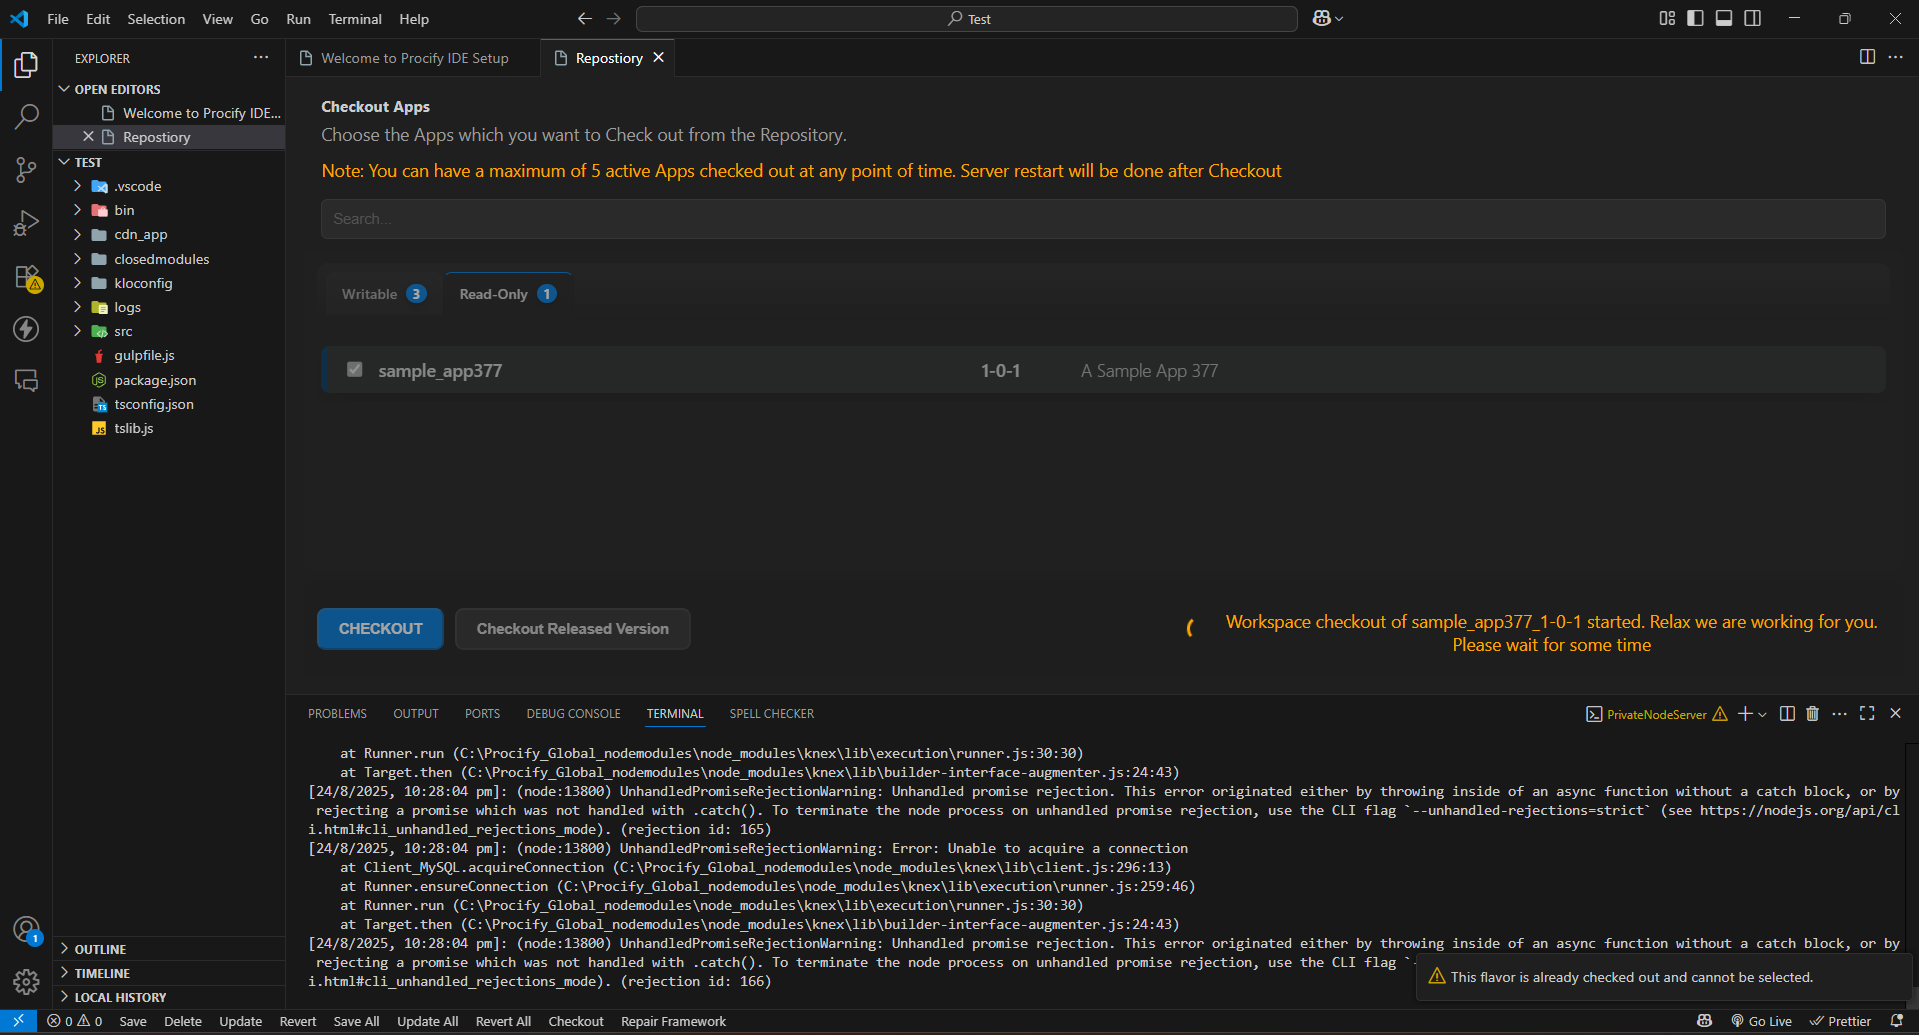 File Edit Selection View Go Run Terminal Help
Test
EXPLORER
Welcome to Procify IDE Setup
Repostiory
OPEN EDITORS
Welcome to Procify IDE...
Repostiory
TEST
.vscode
bin
cdn_app
closedmodules
kloconfig
logs
src
gulpfile.js
package.json
tsconfig.json
tslib.js
OUTLINE
TIMELINE
LOCAL HISTORY
Checkout Apps
Choose the Apps which you want to Check out from the Repository.
Note: You can have a maximum of 5 active Apps checked out at any point of time. Server restart will be done after Checkout
Search...
Writable 3 Read-Only 1
sample_app377 1-0-1 A Sample App 377
CHECKOUT Checkout Released Version
Workspace checkout of sample_app377_1-0-1 started. Relax we are working for you.
Please wait for some time
PROBLEMS OUTPUT PORTS DEBUG CONSOLE TERMINAL SPELL CHECKER
PrivateNodeServer
at Runner.run (C:\Procify_Global_nodemodules\node_modules\knex\lib\execution\runner.js:30:30)
at Target.then (C:\Procify_Global_nodemodules\node_modules\knex\lib\builder-interface-augmenter.js:24:43)
[24/8/2025, 10:28:04 pm]: (node:13800) UnhandledPromiseRejectionWarning: Unhandled promise rejection. This error originated either by throwing inside of an async function without a catch block, or by
rejecting a promise which was not handled with .catch(). To terminate the node process on unhandled promise rejection, use the CLI flag `--unhandled-rejections=strict` (see https://nodejs.org/api/cl
i.html#cli_unhandled_rejections_mode). (rejection id: 165)
[24/8/2025, 10:28:04 pm]: (node:13800) UnhandledPromiseRejectionWarning: Error: Unable to acquire a connection
at Client_MySQL.acquireConnection (C:\Procify_Global_nodemodules\node_modules\knex\lib\client.js:296:13)
at Runner.ensureConnection (C:\Procify_Global_nodemodules\node_modules\knex\lib\execution\runner.js:259:46)
at Runner.run (C:\Procify_Global_nodemodules\node_modules\knex\lib\execution\runner.js:30:30)
at Target.then (C:\Procify_Global_nodemodules\node_modules\knex\lib\builder-interface-augmenter.js:24:43)
[24/8/2025, 10:28:04 pm]: (node:13800) UnhandledPromiseRejectionWarning: Unhandled promise rejection. This error originated either by throwing inside of an async function without a catch block, or by
rejecting a promise which was not handled with .catch(). To terminate the node process on unhandled promise rejection, use the CLI flag `-
i.html#cli_unhandled_rejections_mode). (rejection id: 166)
This flavor is already checked out and cannot be selected.
1
0 0 Save Delete Update Revert Save All Update All Revert All Checkout Repair Framework Go Live Prettier